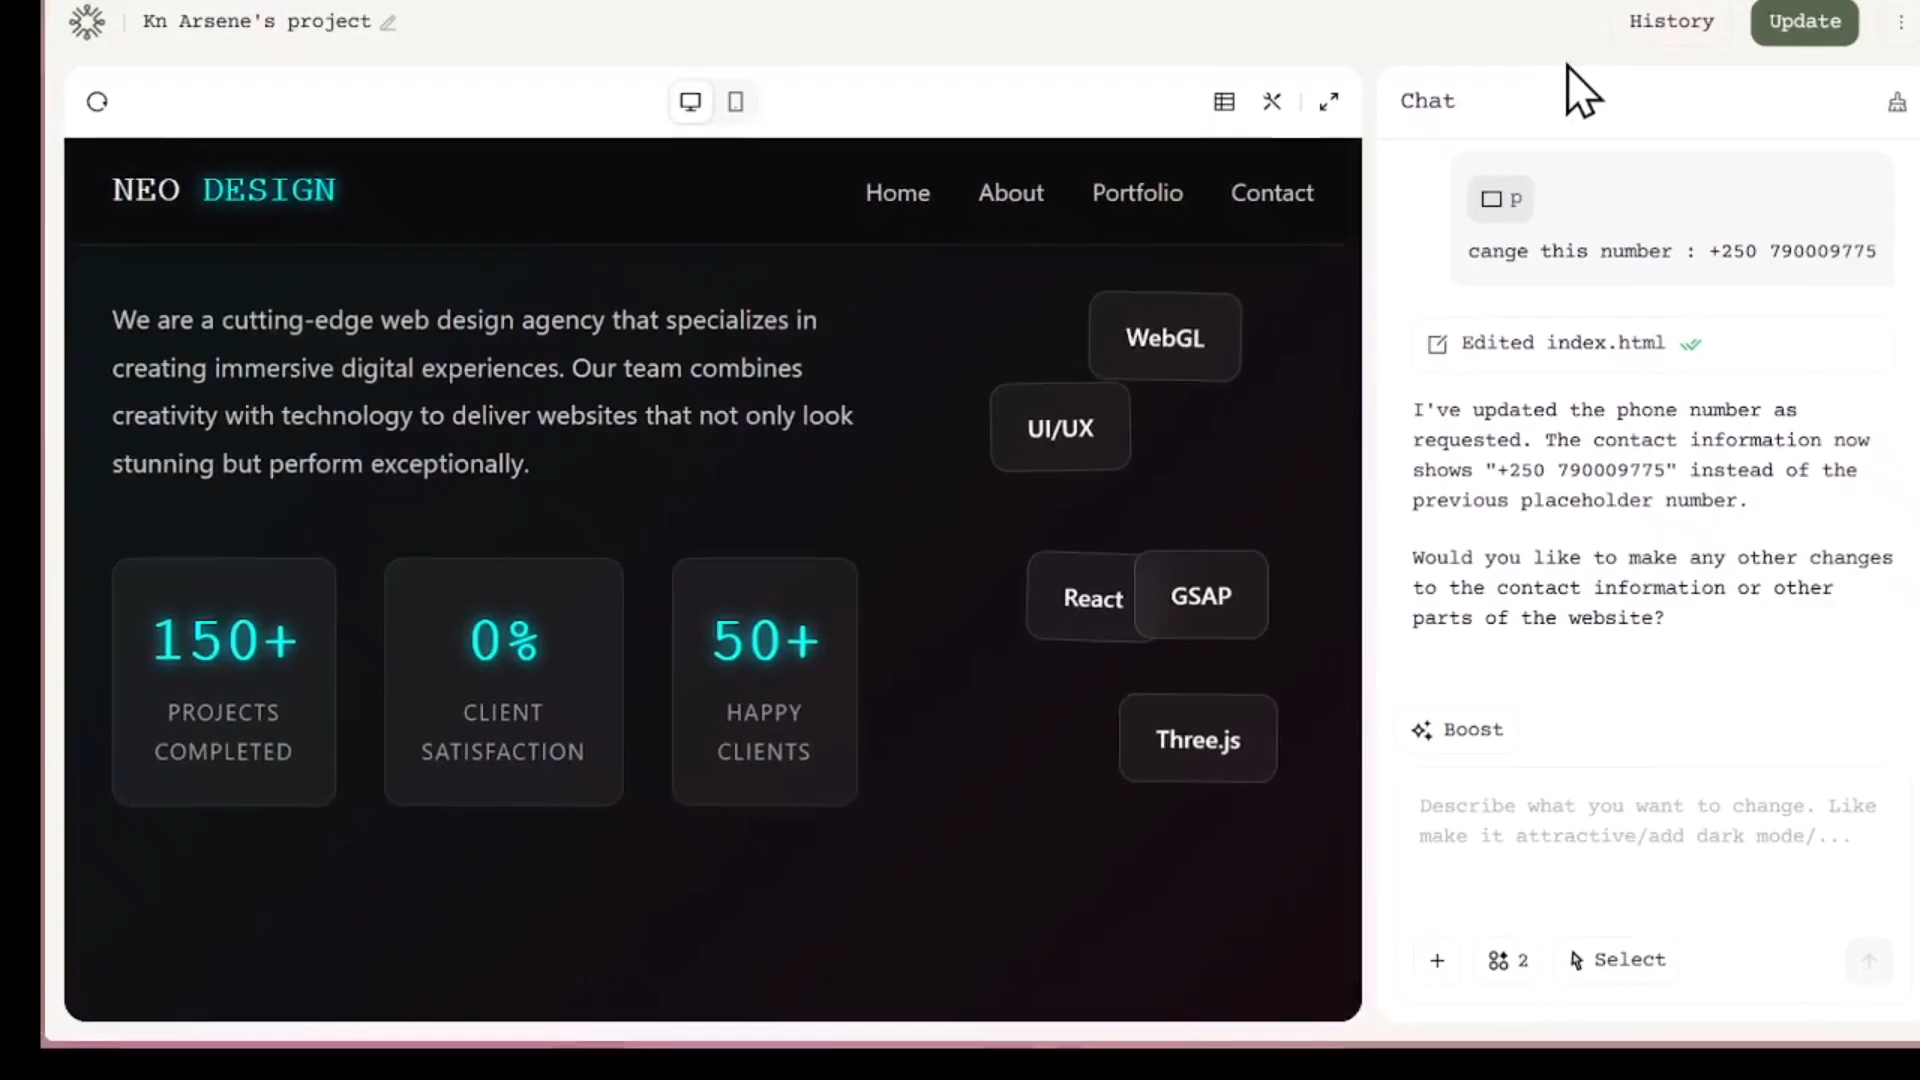 Kn Arsene's project
History
Update
Chat
NEO DESIGN
Home
About
Portfolio
Contact
We are a cutting-edge web design agency that specializes in
creating immersive digital experiences. Our team combines
creativity with technology to deliver websites that not only look
stunning but perform exceptionally.
150+
PROJECTS
COMPLETED
0%
CLIENT
SATISFACTION
50+
HAPPY
CLIENTS
WebGL
UI/UX
React
GSAP
Three.js
p
cange this number : +250 790009775
Edited index.html
I've updated the phone number as
requested. The contact information now
shows "+250 790009775" instead of the
previous placeholder number.
Would you like to make any other changes
to the contact information or other
parts of the website?
Boost
Describe what you want to change. Like
make it attractive/add dark mode/...
2
Select